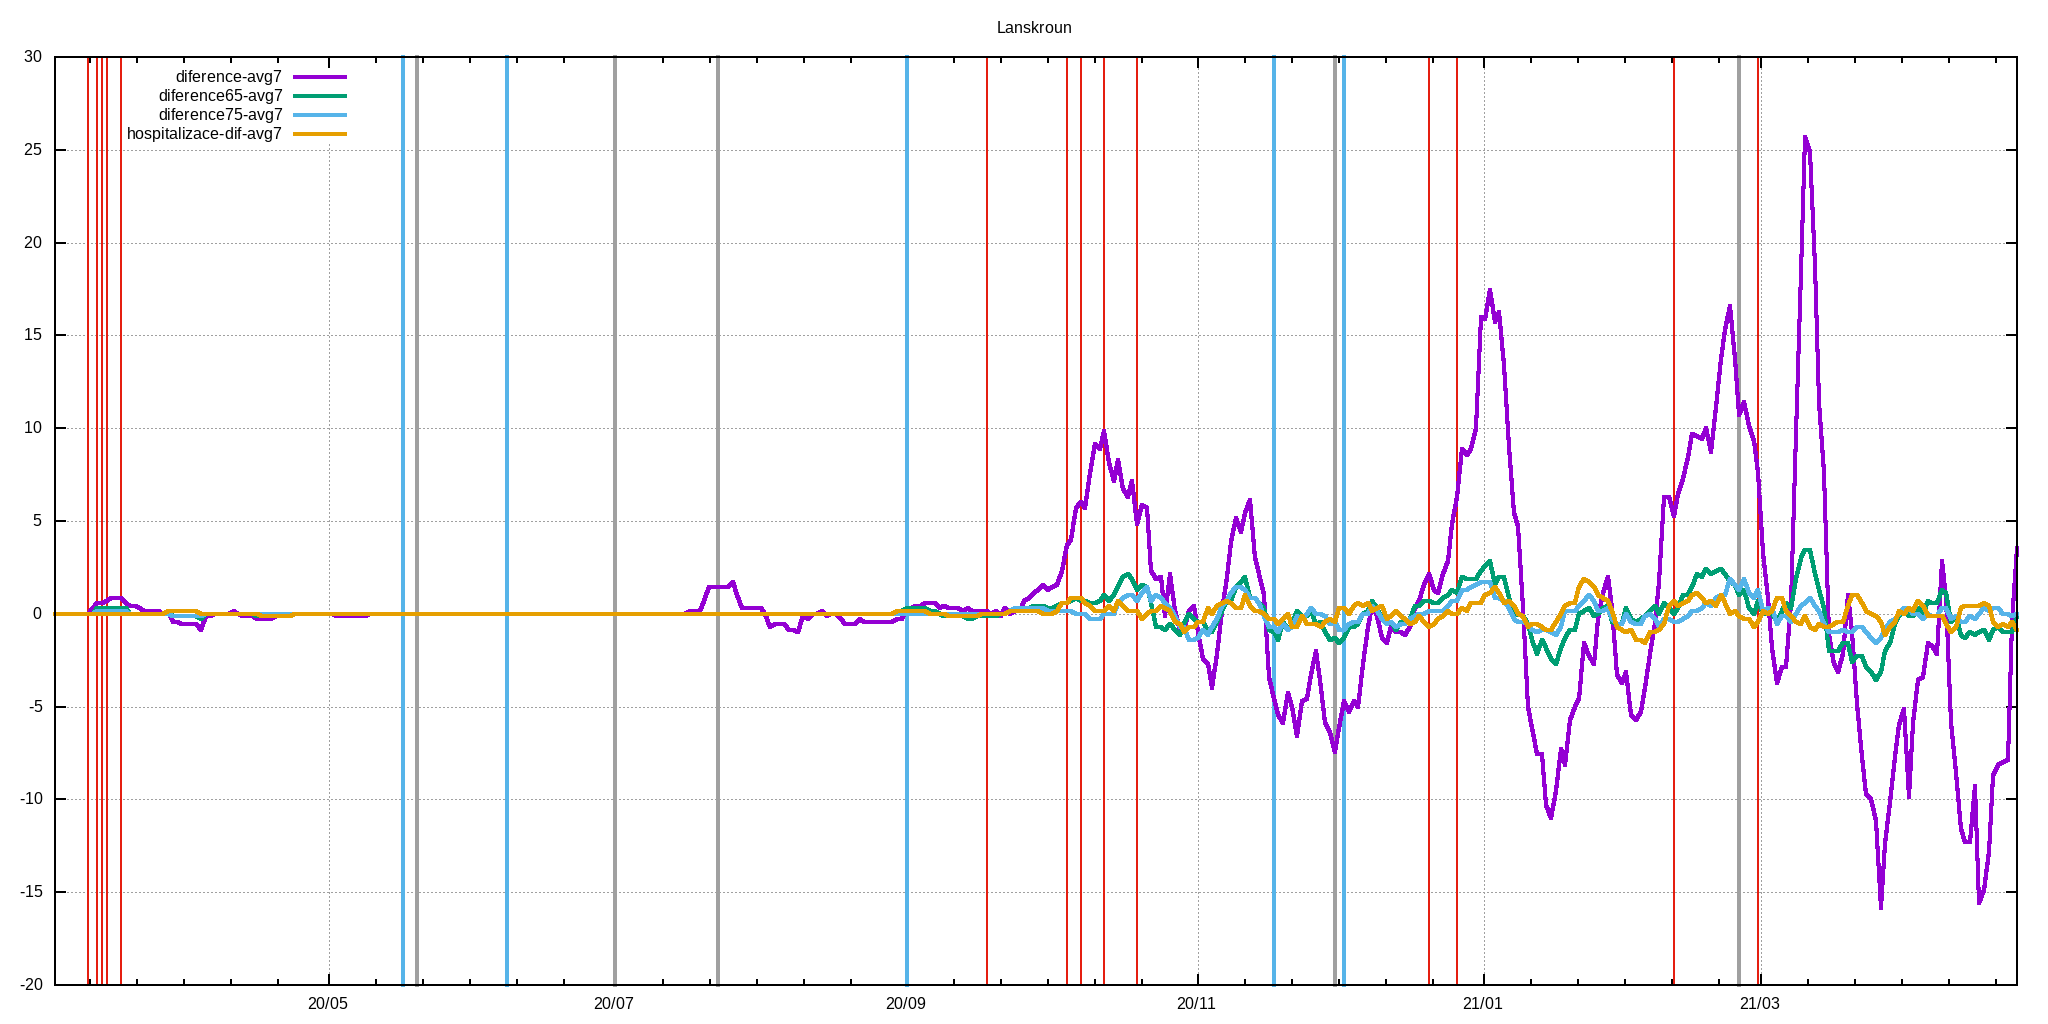 Lanskroun
diference-avg7
diference65-avg7
diference75-avg7
hospitalizace-dif-avg7
30
25
20
15
10
5
0
-5
-10
-15
-20
20/05 20/07 20/09 20/11 21/01 21/03